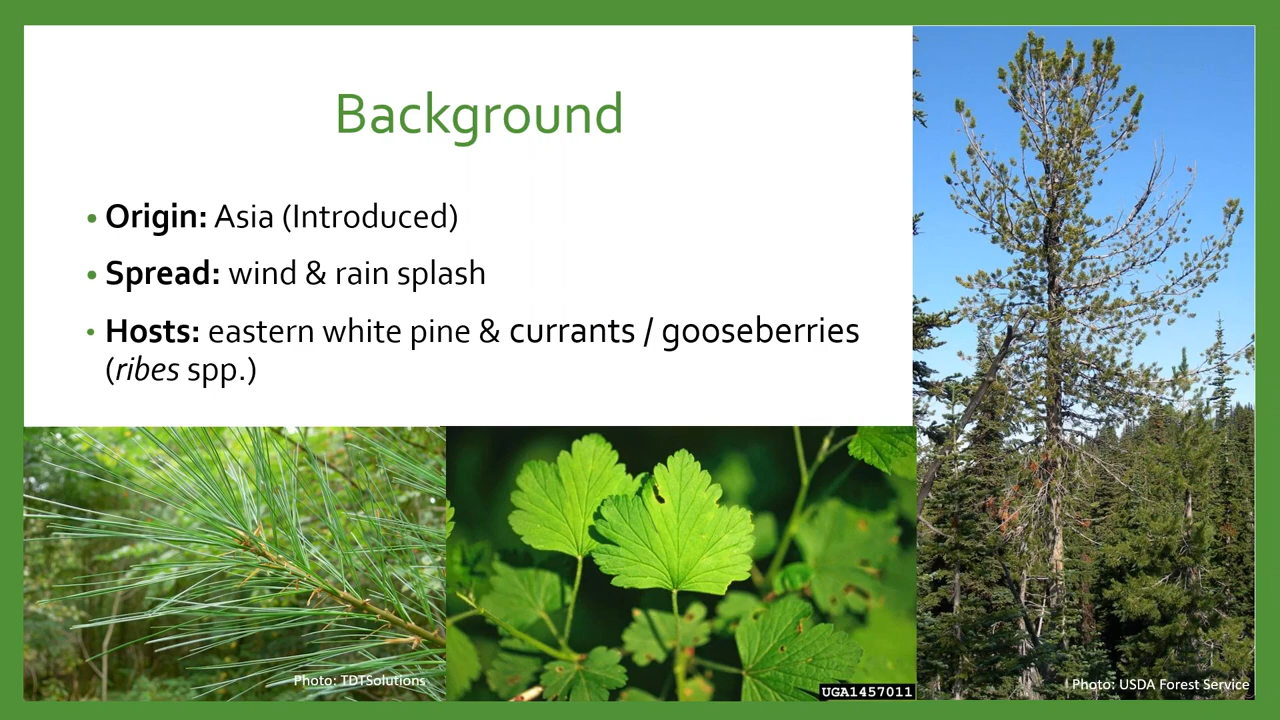 Background
• Origin: Asia (Introduced)
• Spread: wind & rain splash
• Hosts: eastern white pine & currants / gooseberries
(ribes spp.)
Photo: TDTSolutions
UGA1457011
Photo: USDA Forest Service